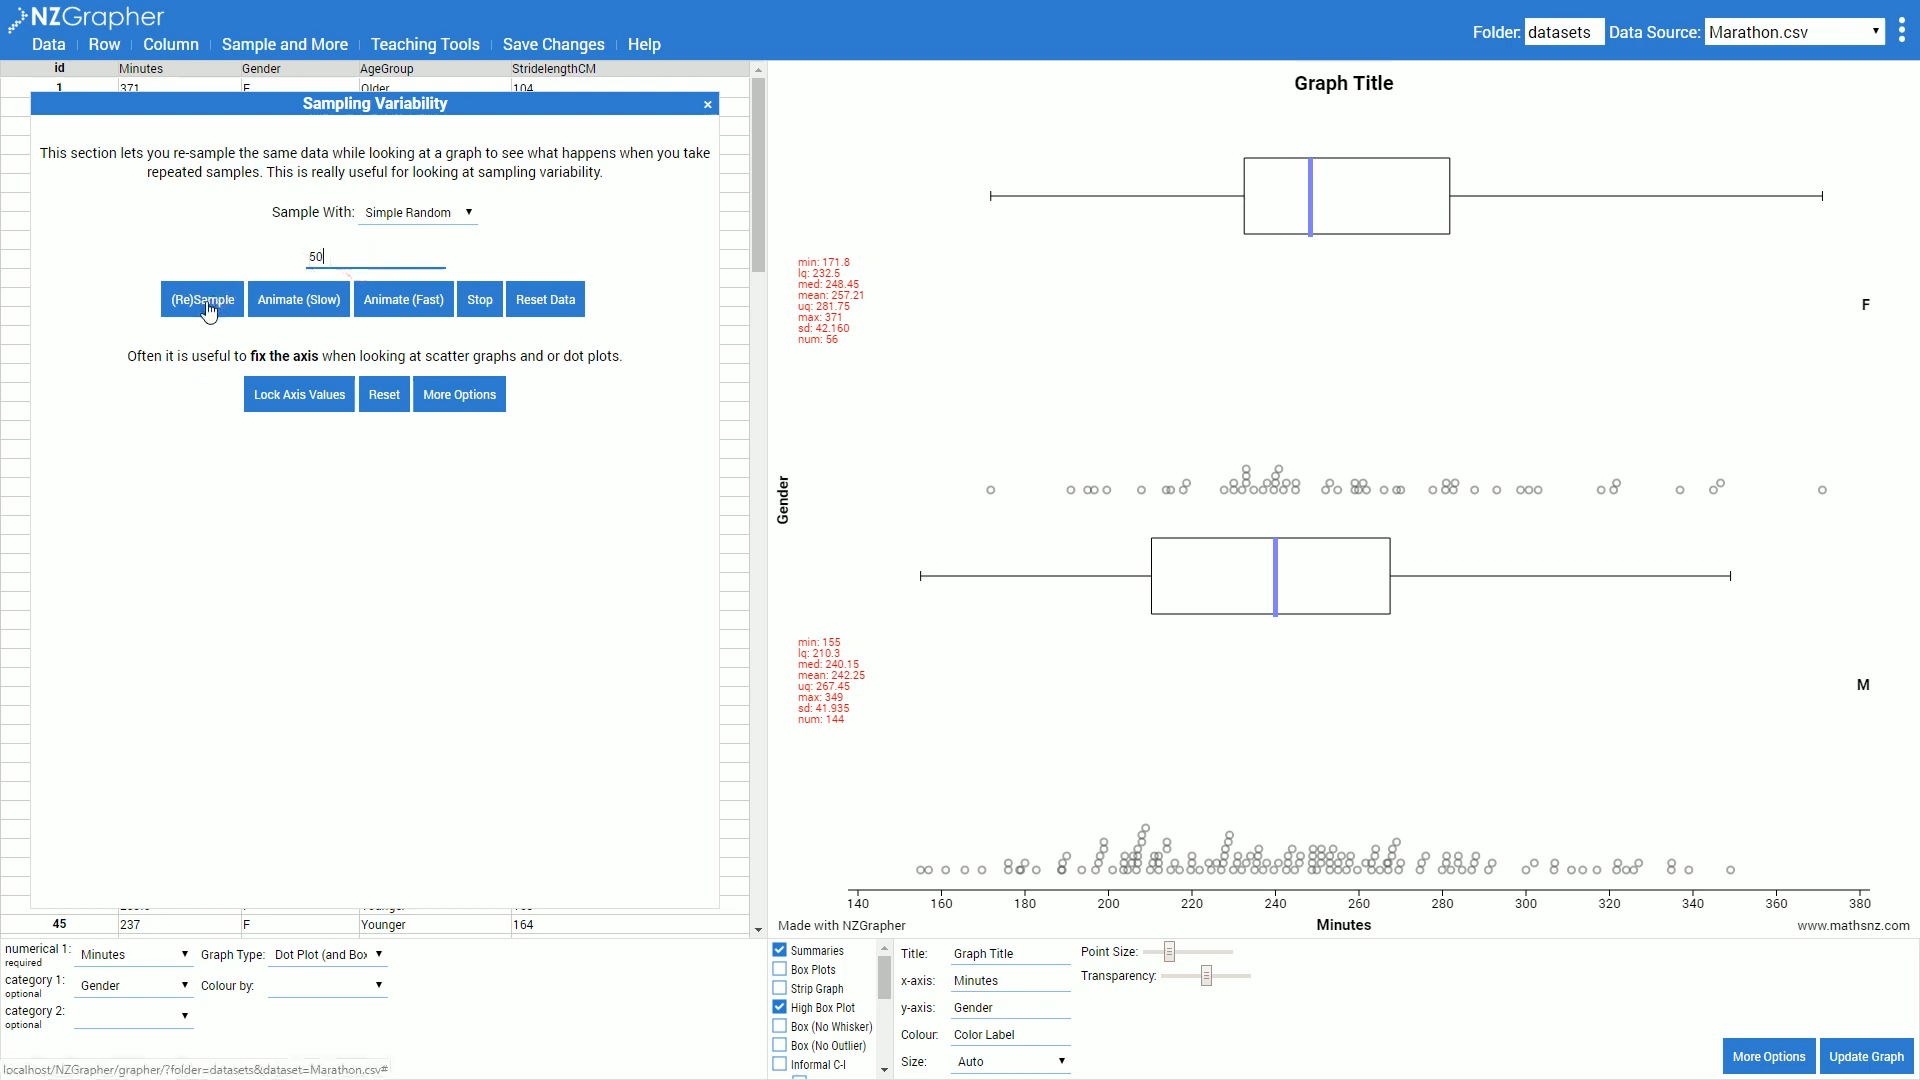 NZGrapher
Data Row Column Sample and More Teaching Tools Save Changes Help
Folder: datasets Data Source: Marathon.csv
id Minutes Gender AgeGroup StridelengthCM
1 371 F Older 104
Sampling Variability ×
This section lets you re-sample the same data while looking at a graph to see what happens when you take
repeated samples. This is really useful for looking at sampling variability.
Sample With: Simple Random
50
(Re)Sample Animate (Slow) Animate (Fast) Stop Reset Data
Often it is useful to fix the axis when looking at scatter graphs and or dot plots.
Lock Axis Values Reset More Options
45 237 F Younger 164
Graph Title
min: 171.8
lq: 232.5
med: 248.45
mean: 257.21
uq: 281.75
max: 371
sd: 42.160
num: 56
F
Gender
min: 155
lq: 210.3
med: 240.15
mean: 242.25
uq: 267.45
max: 349
sd: 41.935
num: 144
M
140 160 180 200 220 240 260 280 300 320 340 360 380
Made with NZGrapher
Minutes
www.mathsnz.com
numerical 1: Minutes Graph Type: Dot Plot (and Box
required
category 1: Gender Colour by:
optional
category 2:
optional
localhost/NZGrapher/grapher/?folder=datasets&dataset=Marathon.csv#
Summaries
Box Plots
Strip Graph
High Box Plot
Box (No Whisker)
Box (No Outlier)
Informal C-I
Title: Graph Title
x-axis: Minutes
y-axis: Gender
Colour: Color Label
Size: Auto
Point Size:
Transparency:
More Options Update Graph